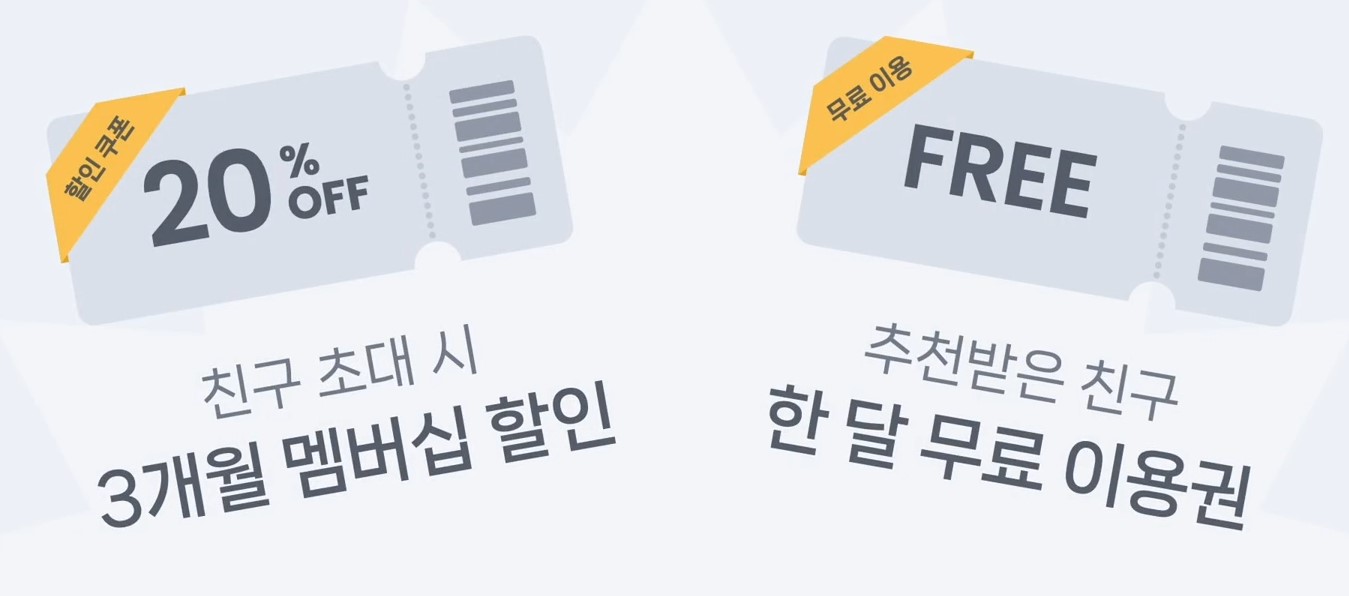 할인 쿠폰
20%
OFF
친구 초대 시
3개월 멤버십 할인
무료 이용
FREE
추천받은 친구
한 달 무료 이용권